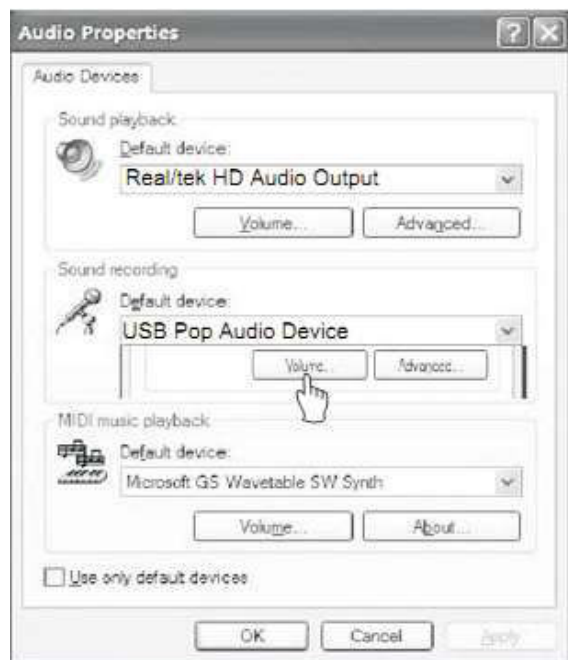 Audio Properties
Audio Devices
Sound playback
Default device:
Real/tek HD Audio Output
Volume... Advanced...
Sound recording
Default device:
USB Pop Audio Device
Volume... Advanced...
MIDI music playback
Default device:
Microsoft GS Wavetable SW Synth
Volume... About...
Use only default devices
OK Cancel Apply